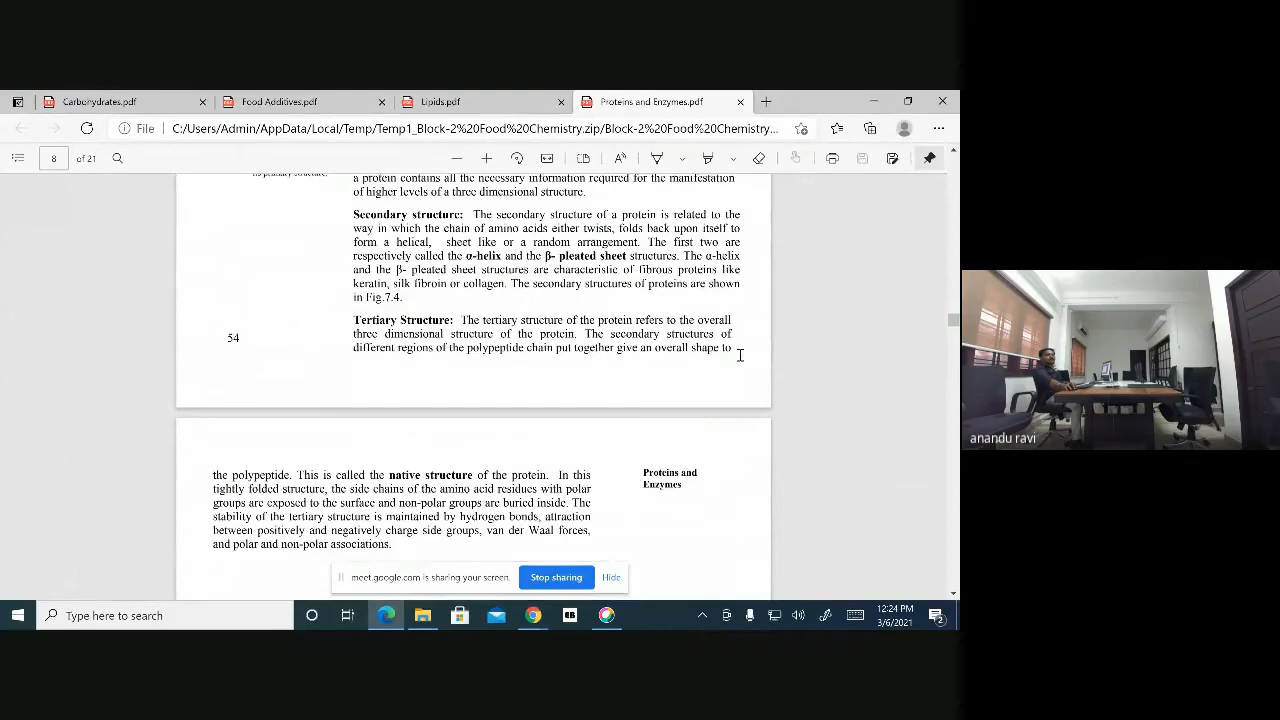 Carbohydrates.pdf
Food Additives.pdf
Lipids.pdf
Proteins and Enzymes.pdf
File
C:/Users/Admin/AppData/Local/Temp/Temp1_Block-2%20Food%20Chemistry.zip/Block-2%20Food%20Chemistry...
8 of 21
its primary structure.
a protein contains all the necessary information required for the manifestation
of higher levels of a three dimensional structure.
Secondary structure: The secondary structure of a protein is related to the
way in which the chain of amino acids either twists, folds back upon itself to
form a helical, sheet like or a random arrangement. The first two are
respectively called the α-helix and the β- pleated sheet structures. The α-helix
and the β- pleated sheet structures are characteristic of fibrous proteins like
keratin, silk fibroin or collagen. The secondary structures of proteins are shown
in Fig.7.4.
Tertiary Structure: The tertiary structure of the protein refers to the overall
three dimensional structure of the protein. The secondary structures of
different regions of the polypeptide chain put together give an overall shape to
54
the polypeptide. This is called the native structure of the protein. In this
tightly folded structure, the side chains of the amino acid residues with polar
groups are exposed to the surface and non-polar groups are buried inside. The
stability of the tertiary structure is maintained by hydrogen bonds, attraction
between positively and negatively charge side groups, van der Waal forces,
and polar and non-polar associations.
Proteins and
Enzymes
meet.google.com is sharing your screen.
Stop sharing
Hide
Type here to search
12:24 PM
3/6/2021
2
anandu ravi